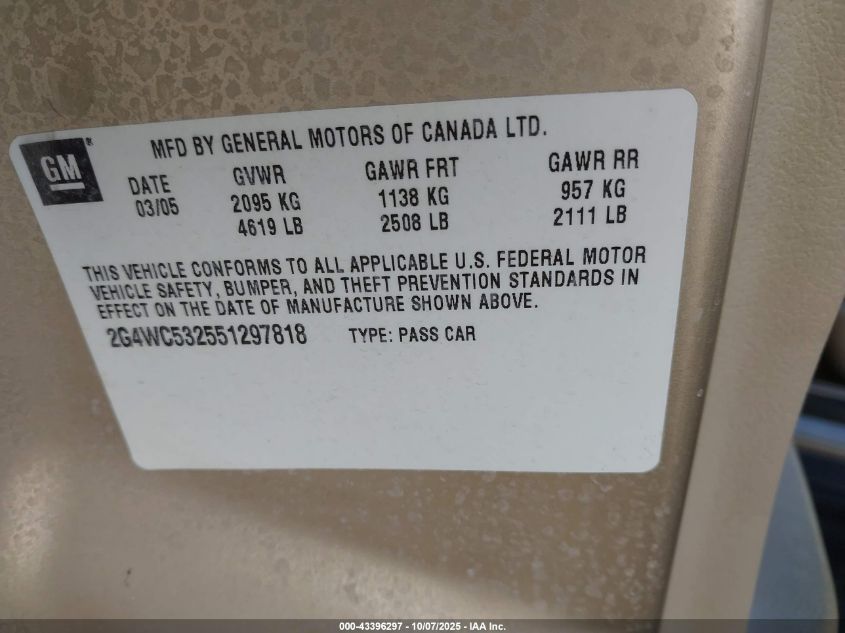 GM®
MFD BY GENERAL MOTORS OF CANADA LTD.
DATE GVWR GAWR FRT GAWR RR
03/05 2095 KG 1138 KG 957 KG
4619 LB 2508 LB 2111 LB
THIS VEHICLE CONFORMS TO ALL APPLICABLE U.S. FEDERAL MOTOR
VEHICLE SAFETY, BUMPER, AND THEFT PREVENTION STANDARDS IN
EFFECT ON THE DATE OF MANUFACTURE SHOWN ABOVE.
2G4WC532551297818 TYPE: PASS CAR
000-43396297 - 10/07/2025 - IAA Inc.